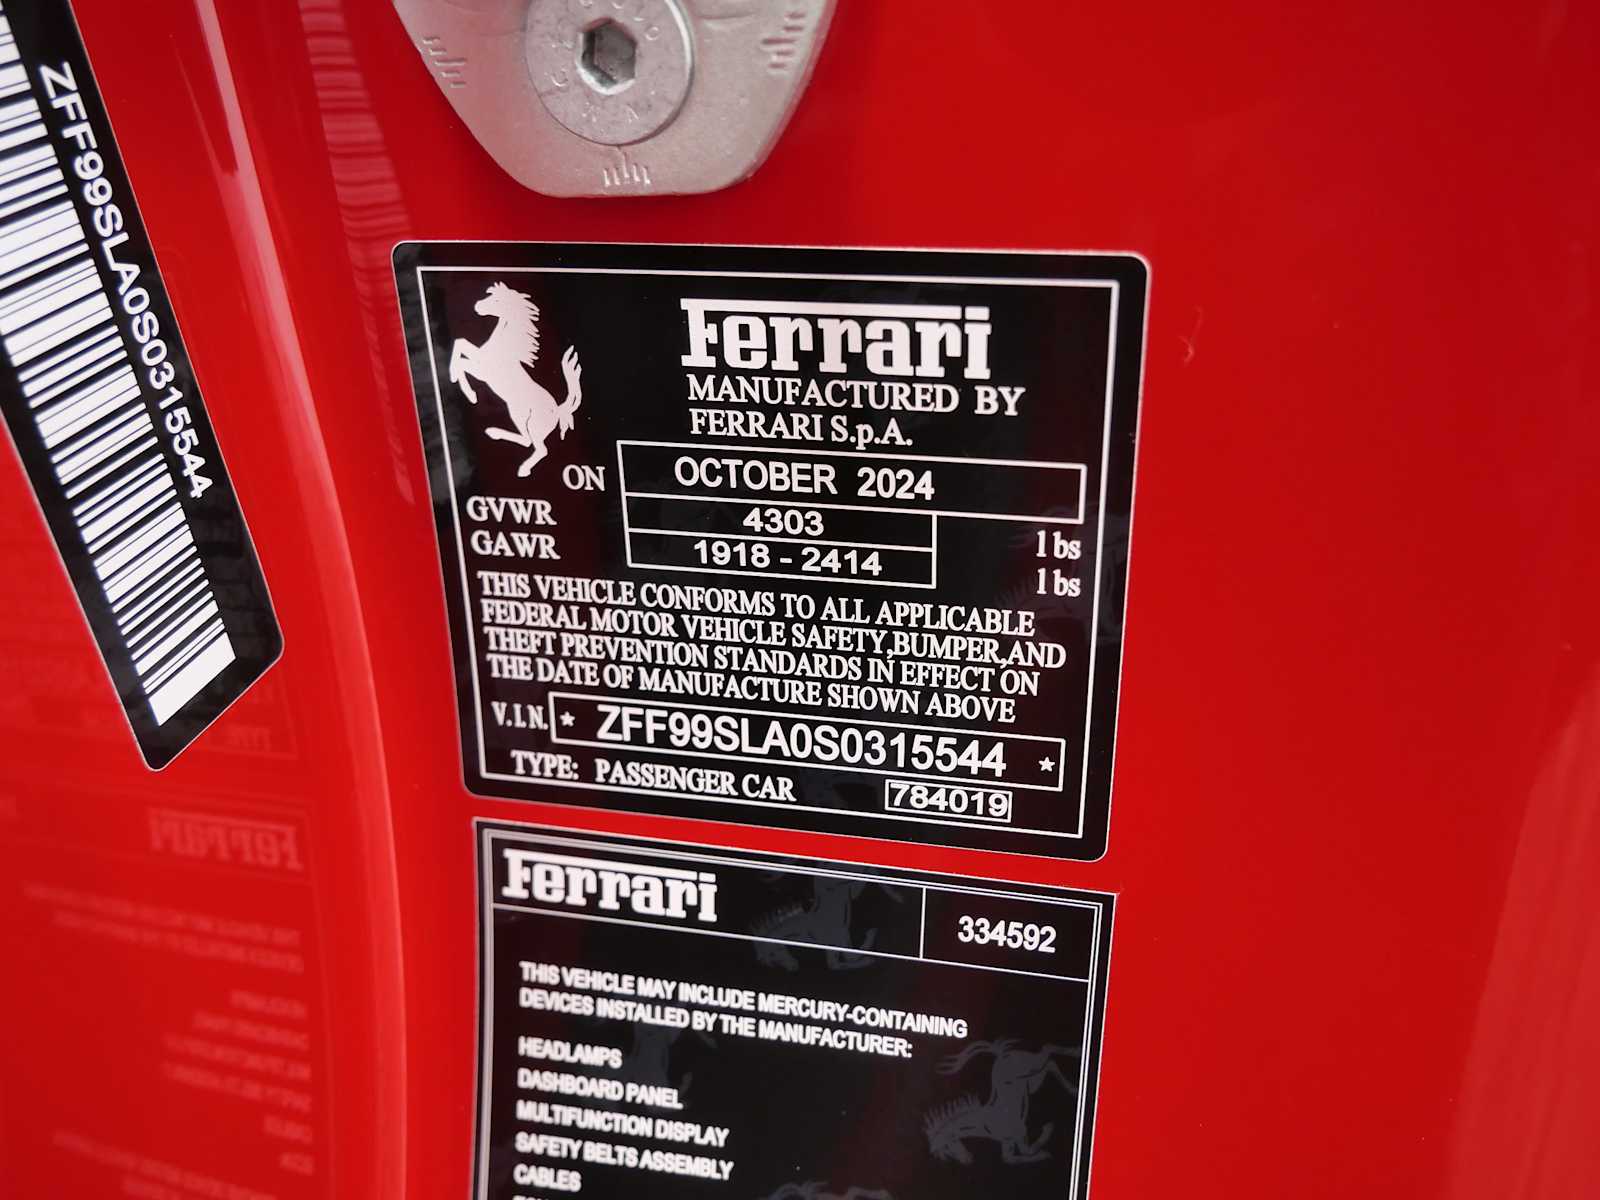 ZFF99SLA0S0315544
Ferrari
MANUFACTURED BY
FERRARI S.p.A.
ON OCTOBER 2024
GVWR 4303 lbs
GAWR 1918 - 2414 lbs
THIS VEHICLE CONFORMS TO ALL APPLICABLE
FEDERAL MOTOR VEHICLE SAFETY,BUMPER,AND
THEFT PREVENTION STANDARDS IN EFFECT ON
THE DATE OF MANUFACTURE SHOWN ABOVE
V.I.N. * ZFF99SLA0S0315544 *
TYPE: PASSENGER CAR 784019
Ferrari 334592
THIS VEHICLE MAY INCLUDE MERCURY-CONTAINING
DEVICES INSTALLED BY THE MANUFACTURER:
HEADLAMPS
DASHBOARD PANEL
MULTIFUNCTION DISPLAY
SAFETY BELTS ASSEMBLY
CABLES